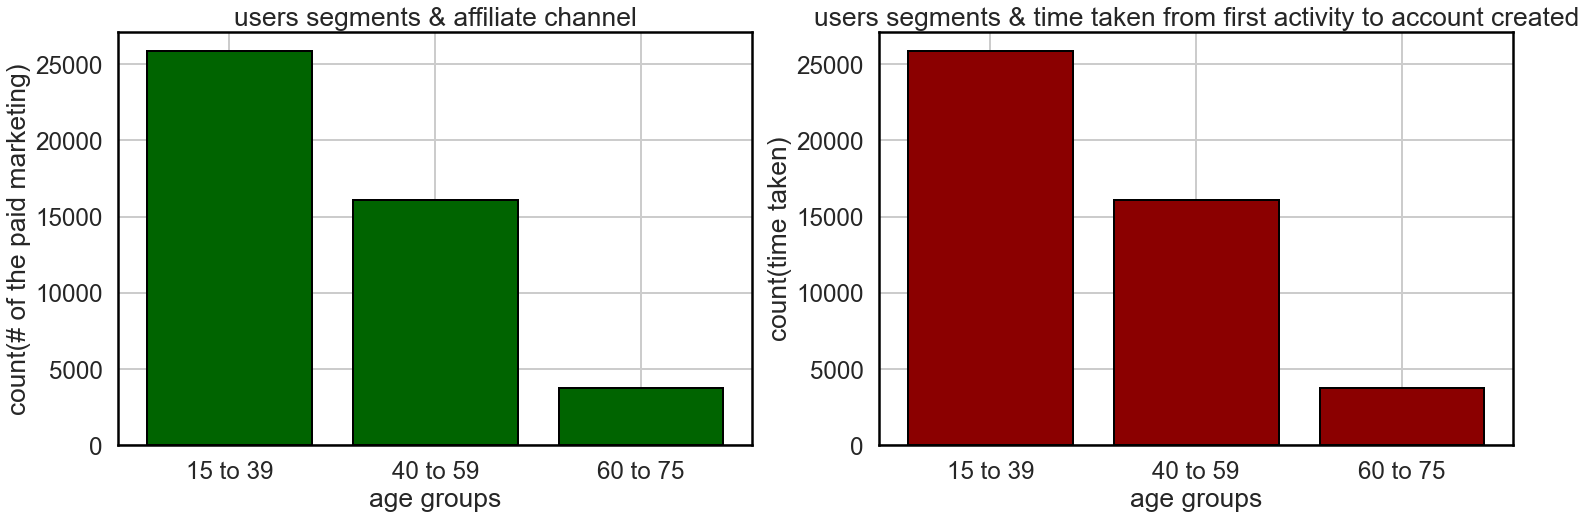 users segments & affiliate channel
count(# of the paid marketing)
25000
20000
15000
10000
5000
0
15 to 39
40 to 59
60 to 75
age groups
users segments & time taken from first activity to account created
count(time taken)
25000
20000
15000
10000
5000
0
15 to 39
40 to 59
60 to 75
age groups